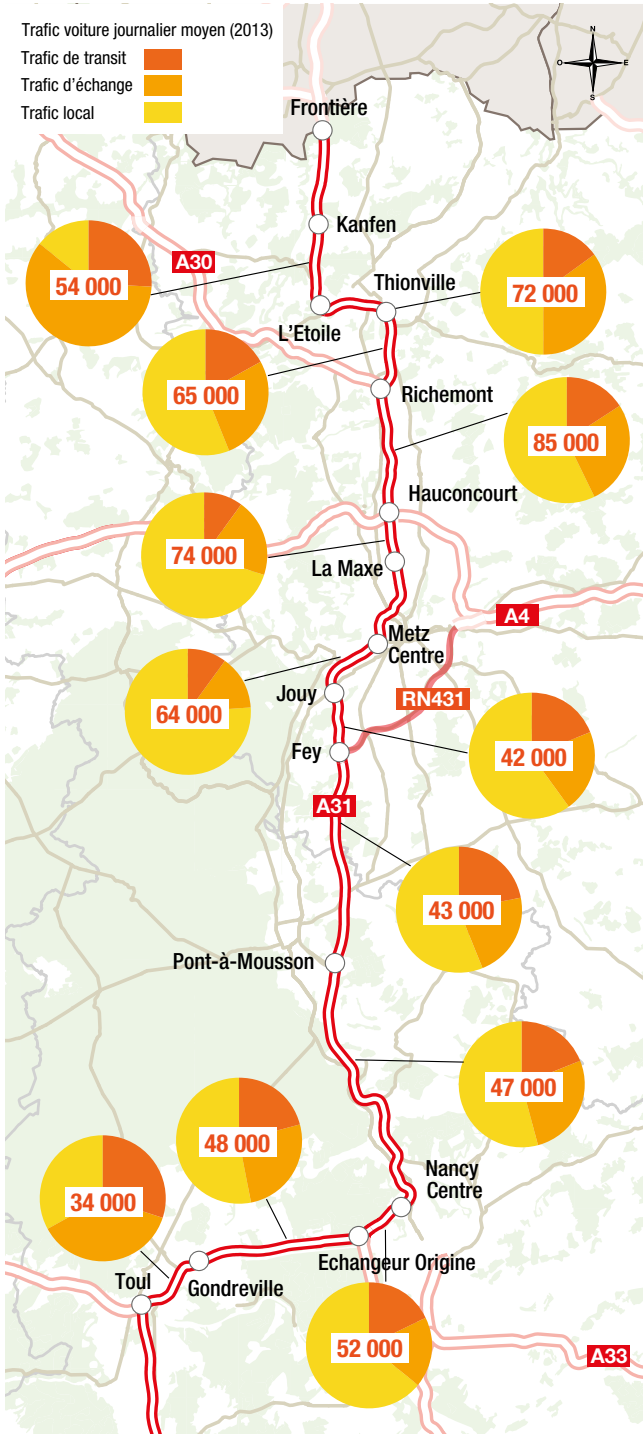 Trafic voiture journalier moyen (2013)
Trafic de transit
Trafic d'échange
Trafic local
N
O
E
S
Frontière
Kanfen
A30
54 000
Thionville
72 000
L'Etoile
65 000
Richemont
85 000
Hauconcourt
74 000
La Maxe
A4
Metz
Centre
64 000
Jouy
RN431
Fey
42 000
A31
43 000
Pont-à-Mousson
47 000
48 000
Nancy
Centre
34 000
Echangeur Origine
Toul
Gondreville
52 000
A33